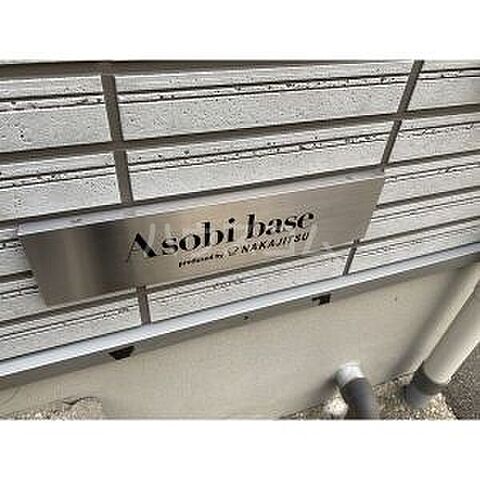 Asobi base
produced by NAKAJITSU